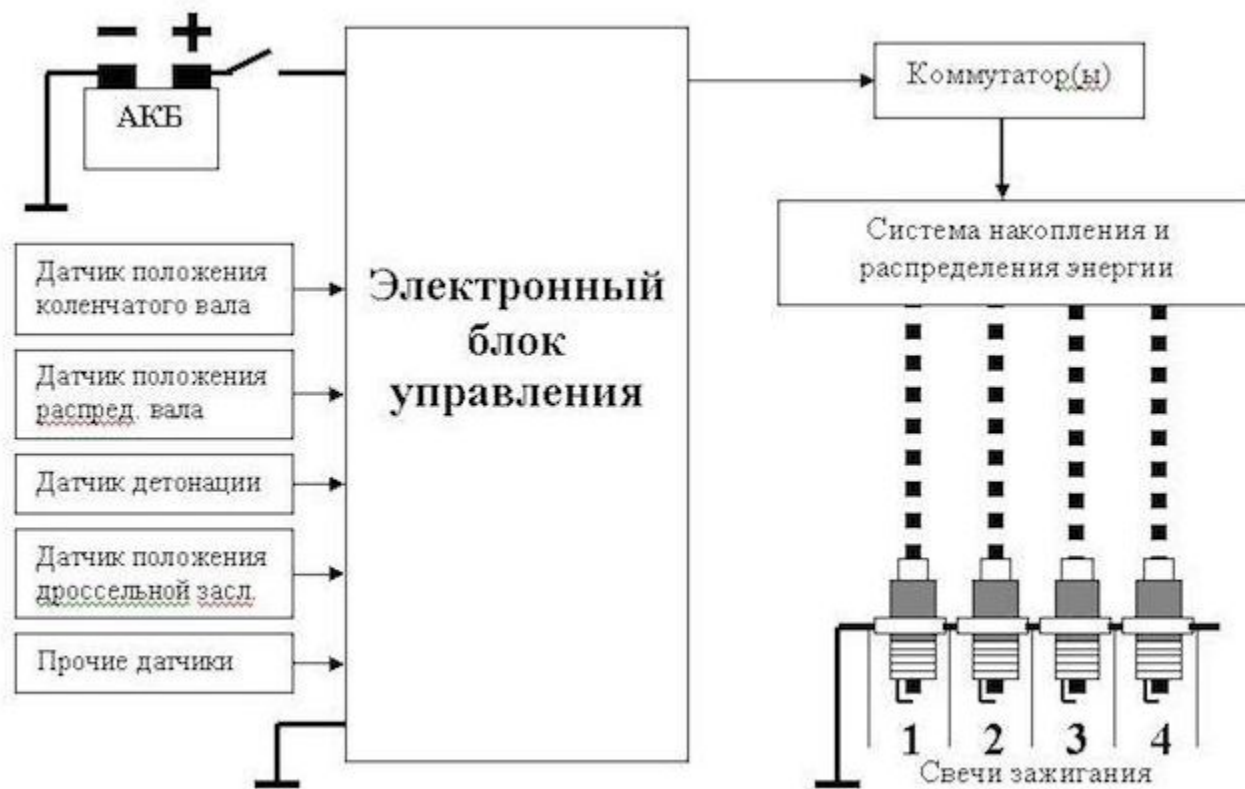 − +
АКБ
Датчик положения
коленчатого вала
Датчик положения
распред. вала
Датчик детонации
Датчик положения
дроссельной засл.
Прочие датчики
Электронный
блок
управления
Коммутатор(ы)
Система накопления и
распределения энергии
1 2 3 4
Свечи зажигания